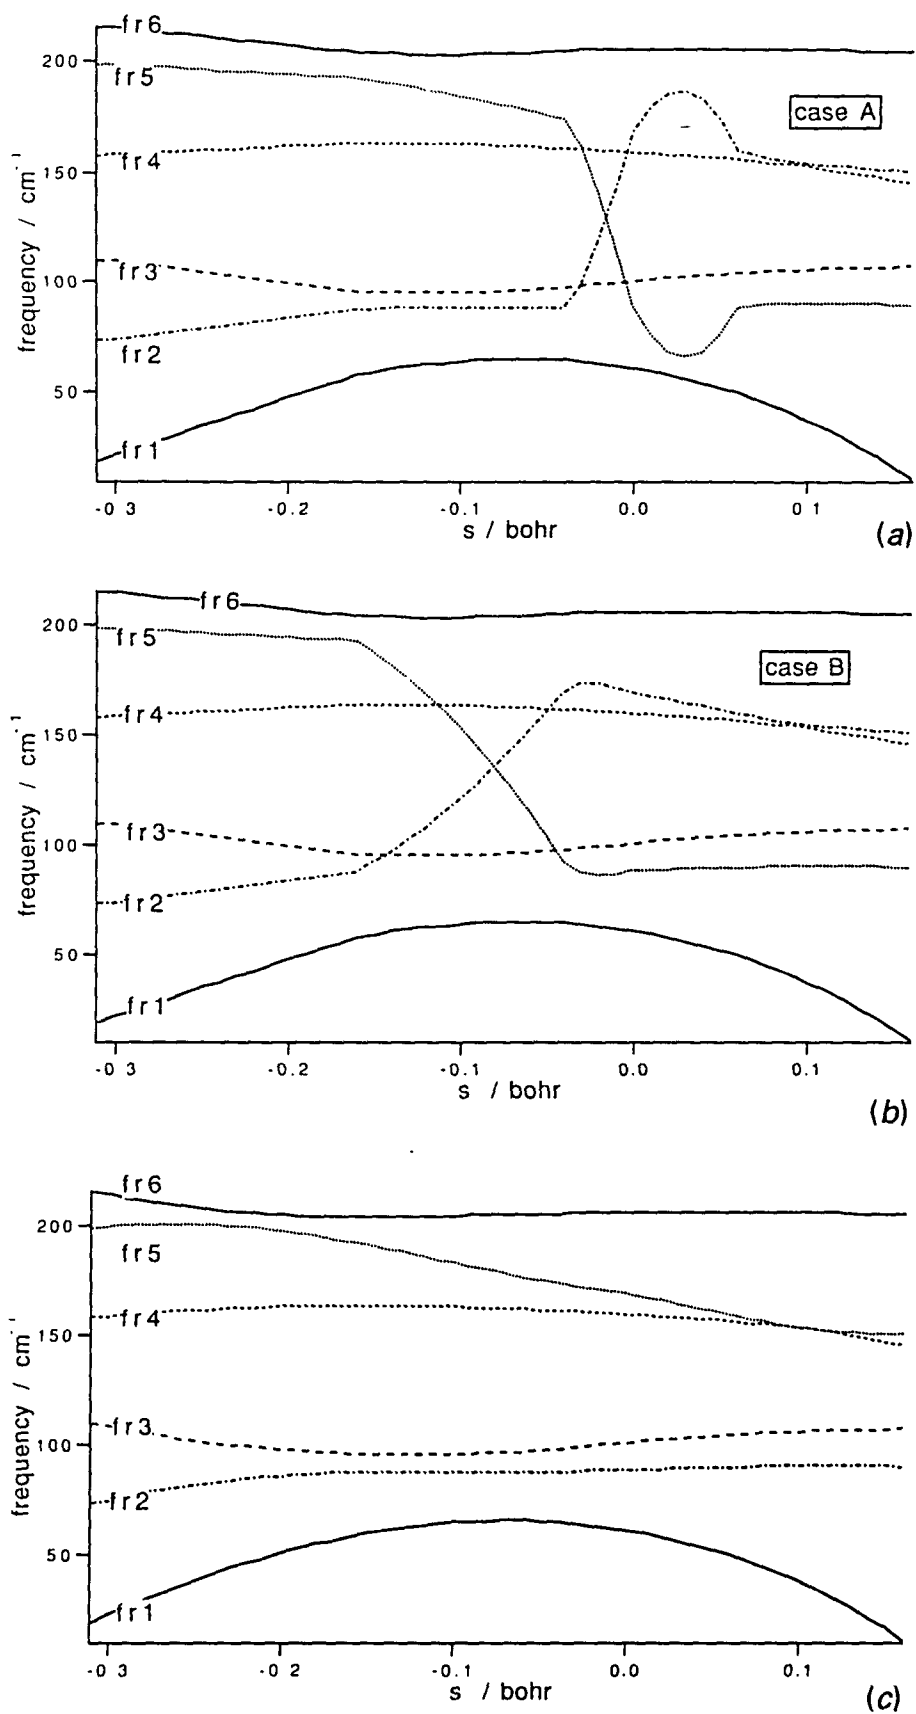 fr6
200
fr5
case A
fr4
150
frequency / cm⁻¹
fr3
100
fr2
50
fr1
-0 3 -0.2 -0.1 0.0 0.1
s / bohr
(a)
fr6
200
fr5
case B
fr4
150
frequency / cm⁻¹
fr3
100
fr2
50
fr1
-0 3 -0.2 -0.1 0.0 0.1
s / bohr
(b)
fr6
200
fr5
fr4
150
frequency / cm⁻¹
fr3
100
fr2
50
fr1
-0 3 -0.2 -0.1 0.0 0.1
s / bohr
(c)